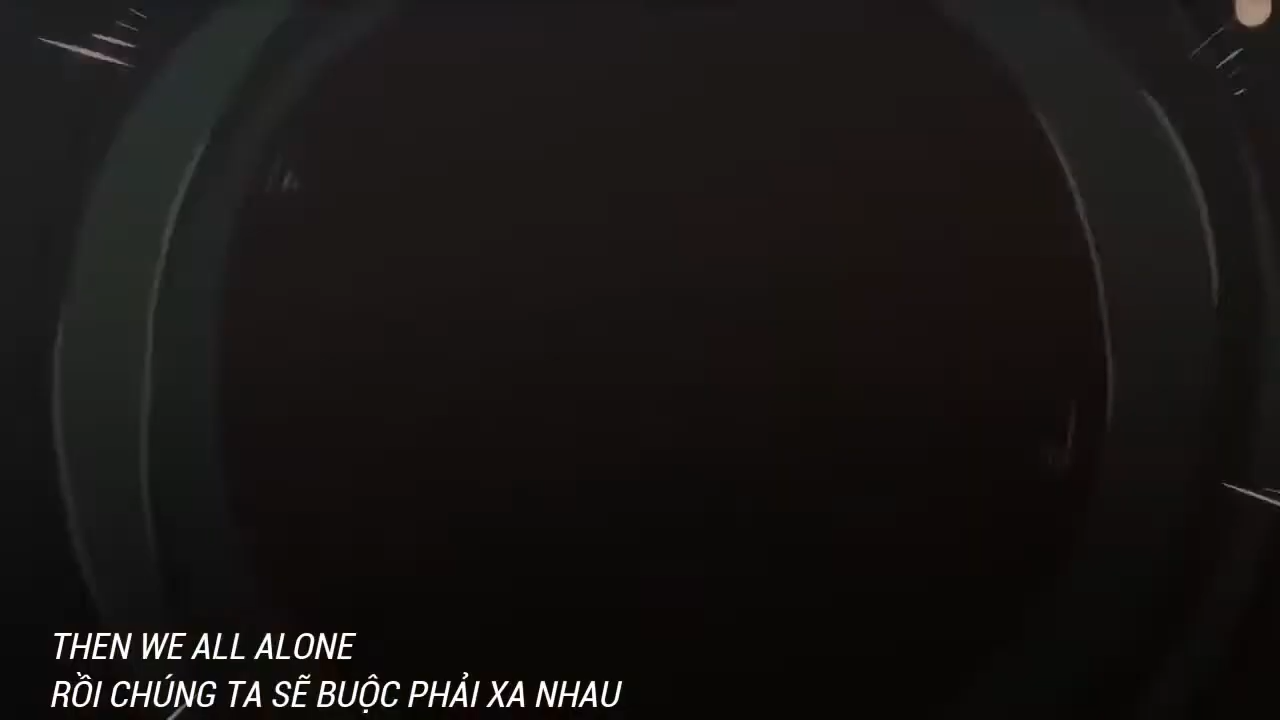 THEN WE ALL ALONE
RỒI CHÚNG TA SẼ BUỘC PHẢI XA NHAU